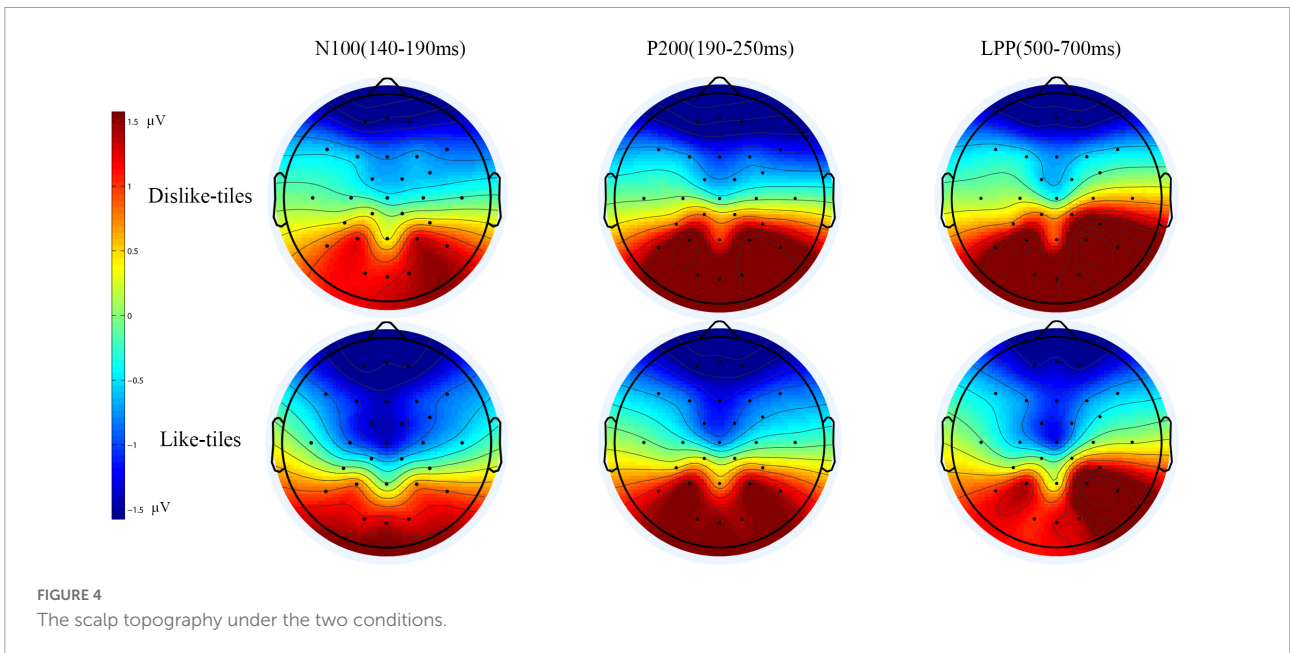 N100(140-190ms) P200(190-250ms) LPP(500-700ms)
1.5 μV
1
0.5
0
−0.5
−1
−1.5 μV
Dislike-tiles
Like-tiles
FIGURE 4
The scalp topography under the two conditions.